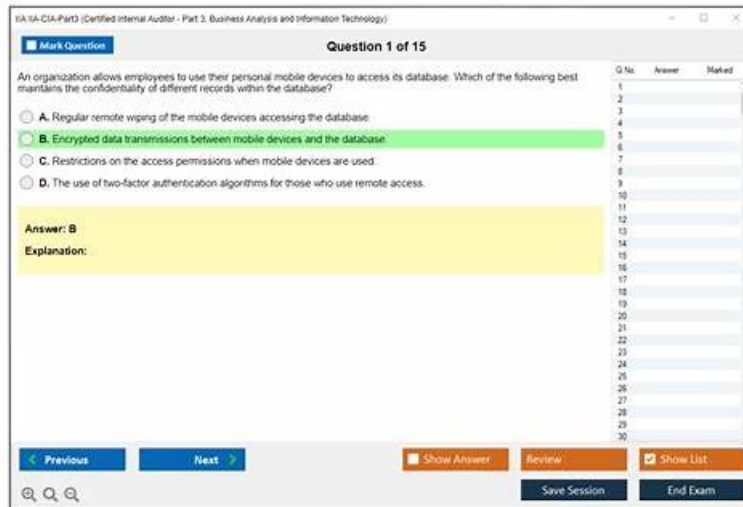 IIA IIA-CIA-Part3 (Certified Internal Auditor - Part 3, Business Analysis and Information Technology)
Mark Question
Question 1 of 15
An organization allows employees to use their personal mobile devices to access its database. Which of the following best
maintains the confidentiality of different records within the database?
A. Regular remote wiping of the mobile devices accessing the database.
B. Encrypted data transmissions between mobile devices and the database.
C. Restrictions on the access permissions when mobile devices are used.
D. The use of two-factor authentication algorithms for those who use remote access.
Answer: B
Explanation:
Q.No. Answer Marked
1
2
3
4
5
6
7
8
9
10
11
12
13
14
15
16
17
18
19
20
21
22
23
24
25
26
27
28
29
30
Previous
Next
Show Answer
Review
Show List
Save Session
End Exam